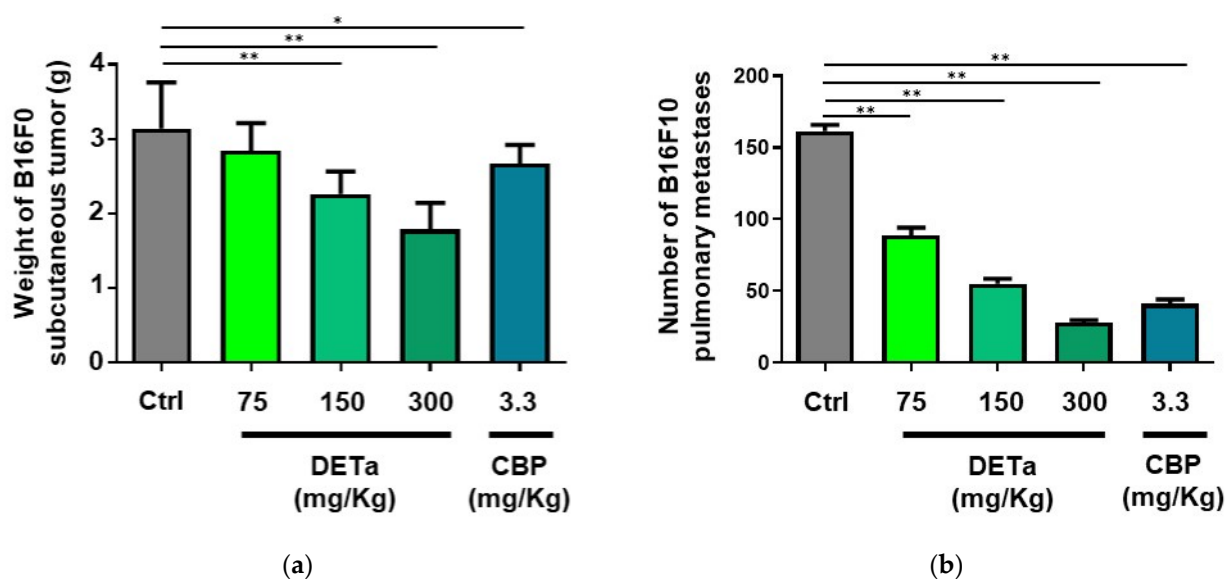 *
**
**
Weight of B16F0
subcutaneous tumor (g)
4
3
2
1
0
Ctrl 75 150 300 3.3
DETa CBP
(mg/Kg) (mg/Kg)
(a)
**
**
**
**
Number of B16F10
pulmonary metastases
200
150
100
50
0
Ctrl 75 150 300 3.3
DETa CBP
(mg/Kg) (mg/Kg)
(b)